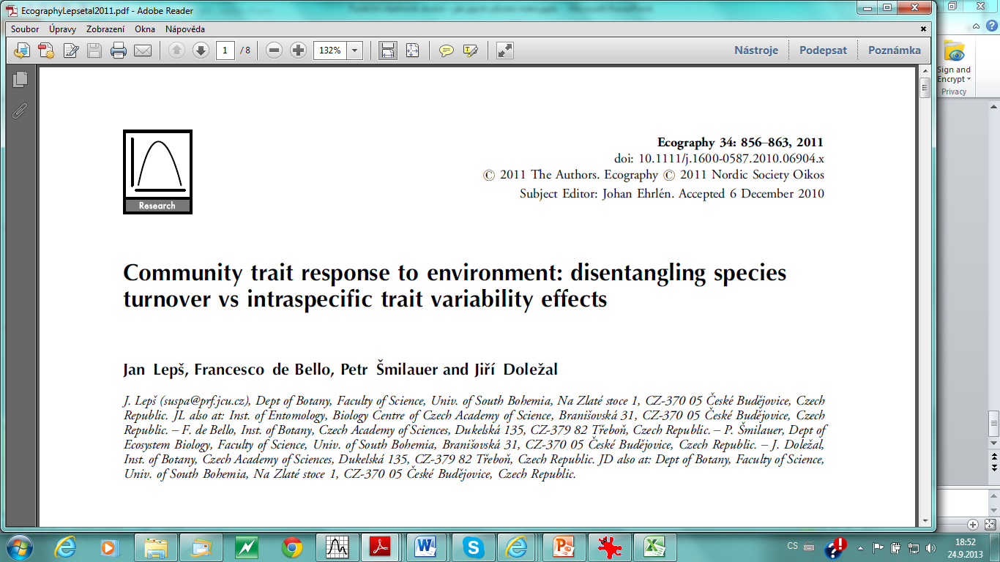 EcographyLepsetal2011.pdf - Adobe Reader
Soubor Úpravy Zobrazení Okna Nápověda
1 / 8 132% Nástroje Podepsat Poznámka
Sign and
Encrypt
Privacy
Research
Ecography 34: 856–863, 2011
doi: 10.1111/j.1600-0587.2010.06904.x
© 2011 The Authors. Ecography © 2011 Nordic Society Oikos
Subject Editor: Johan Ehrlén. Accepted 6 December 2010
Community trait response to environment: disentangling species
turnover vs intraspecific trait variability effects
Jan Lepš, Francesco de Bello, Petr Šmilauer and Jiří Doležal
J. Lepš (suspa@prf.jcu.cz), Dept of Botany, Faculty of Science, Univ. of South Bohemia, Na Zlaté stoce 1, CZ-370 05 České Budějovice, Czech
Republic. JL also at: Inst. of Entomology, Biology Centre of Czech Academy of Science, Branišovská 31, CZ-370 05 České Budějovice, Czech
Republic. – F. de Bello, Inst. of Botany, Czech Academy of Sciences, Dukelská 135, CZ-379 82 Třeboň, Czech Republic. – P. Šmilauer, Dept of
Ecosystem Biology, Faculty of Science, Univ. of South Bohemia, Branišovská 31, CZ-370 05 České Budějovice, Czech Republic. – J. Doležal,
Inst. of Botany, Czech Academy of Sciences, Dukelská 135, CZ-379 82 Třeboň, Czech Republic. JD also at: Dept of Botany, Faculty of Science,
Univ. of South Bohemia, Na Zlaté stoce 1, CZ-370 05 České Budějovice, Czech Republic.
CS
18:52
24.9.2013